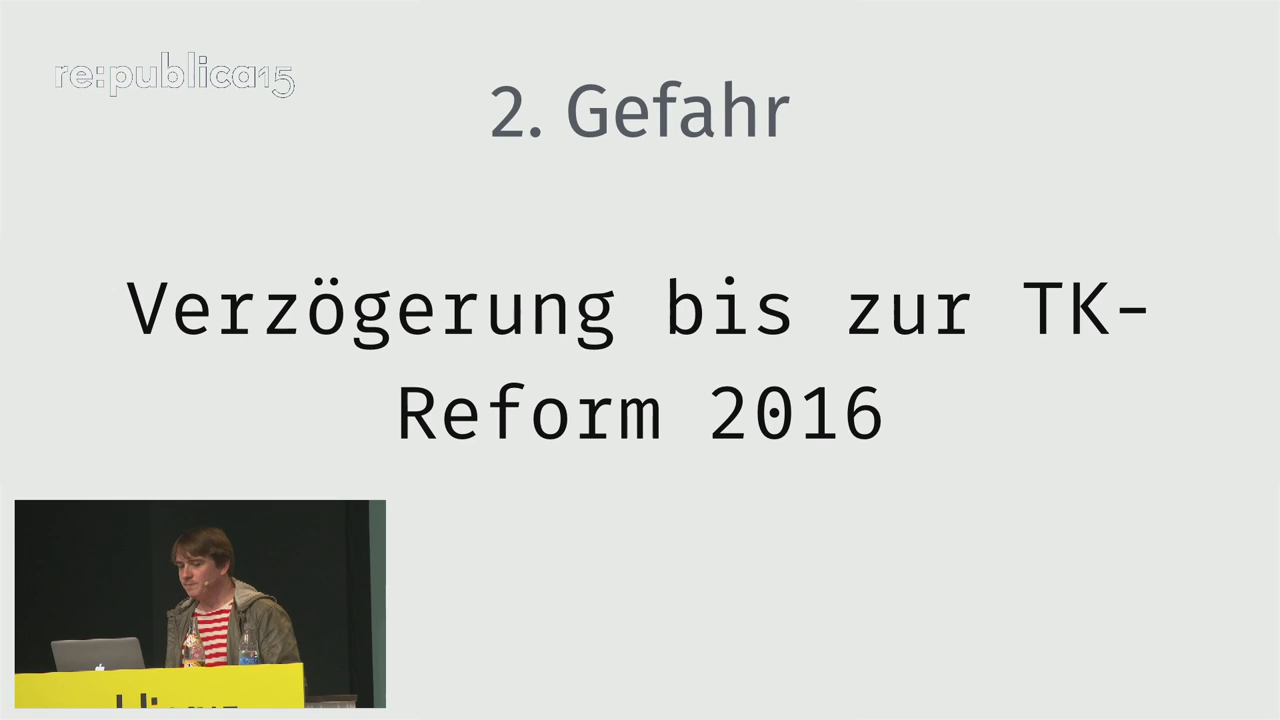 re:publica15
2. Gefahr
Verzögerung bis zur TK-
Reform 2016